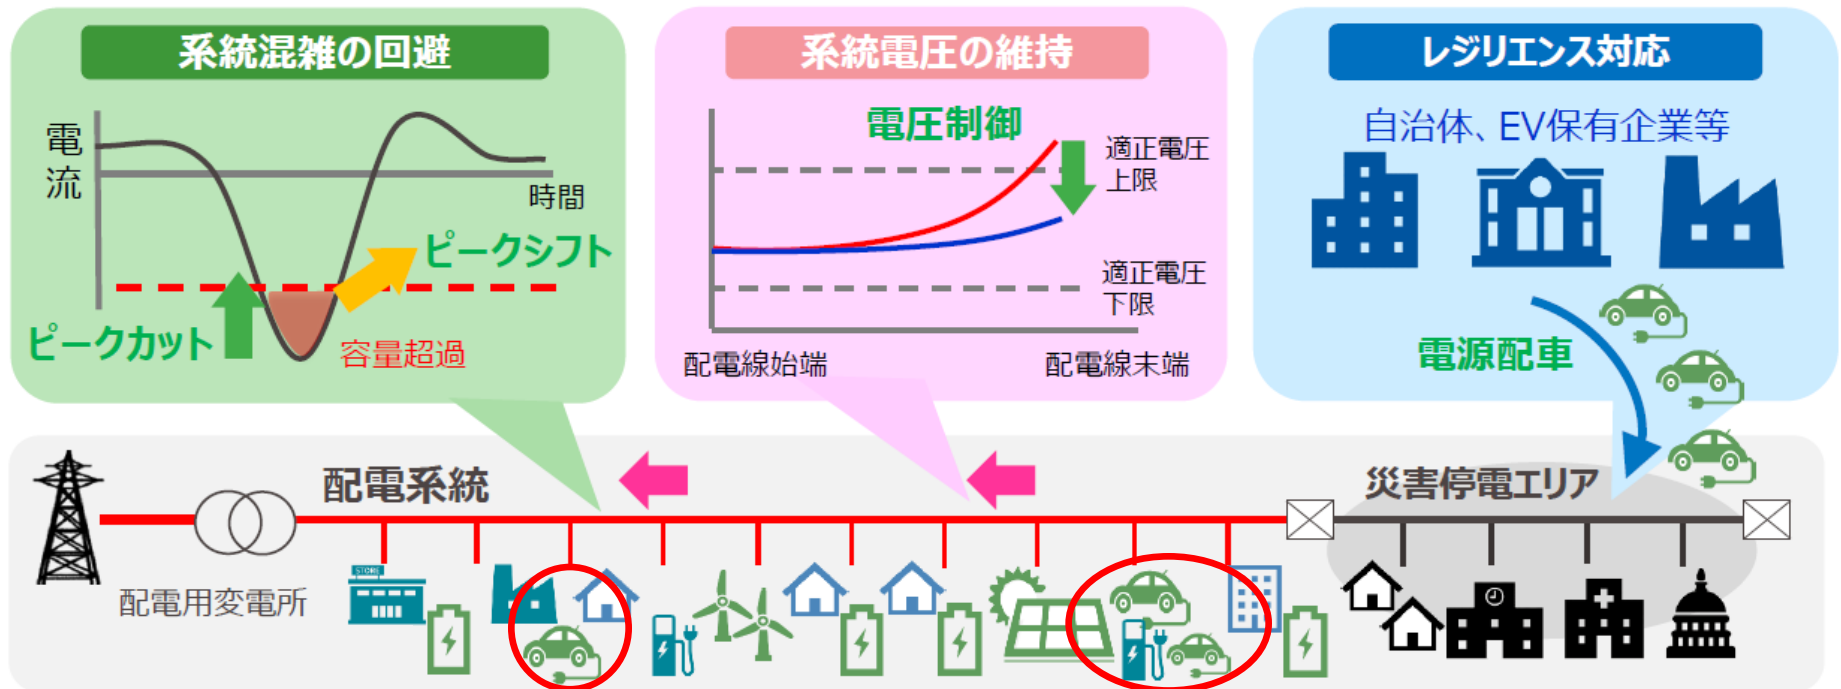 系統混雑の回避
電流
時間
ピークシフト
ピークカット
容量超過
系統電圧の維持
電圧制御
適正電圧
上限
適正電圧
下限
配電線始端
配電線末端
レジリエンス対応
自治体、EV保有企業等
電源配車
配電系統
災害停電エリア
配電用変電所
STORE